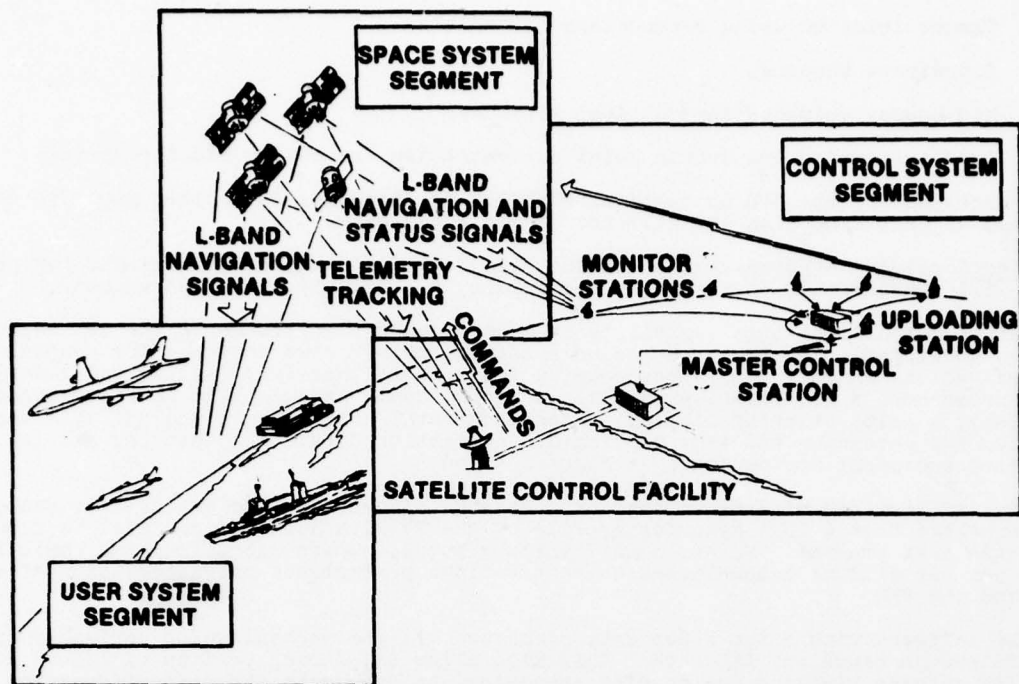 SPACE SYSTEM
SEGMENT
CONTROL SYSTEM
SEGMENT
L-BAND
NAVIGATION AND
STATUS SIGNALS
L-BAND
NAVIGATION
SIGNALS
TELEMETRY
TRACKING
MONITOR
STATIONS
UPLOADING
STATION
COMMANDS
MASTER CONTROL
STATION
SATELLITE CONTROL FACILITY
USER SYSTEM
SEGMENT